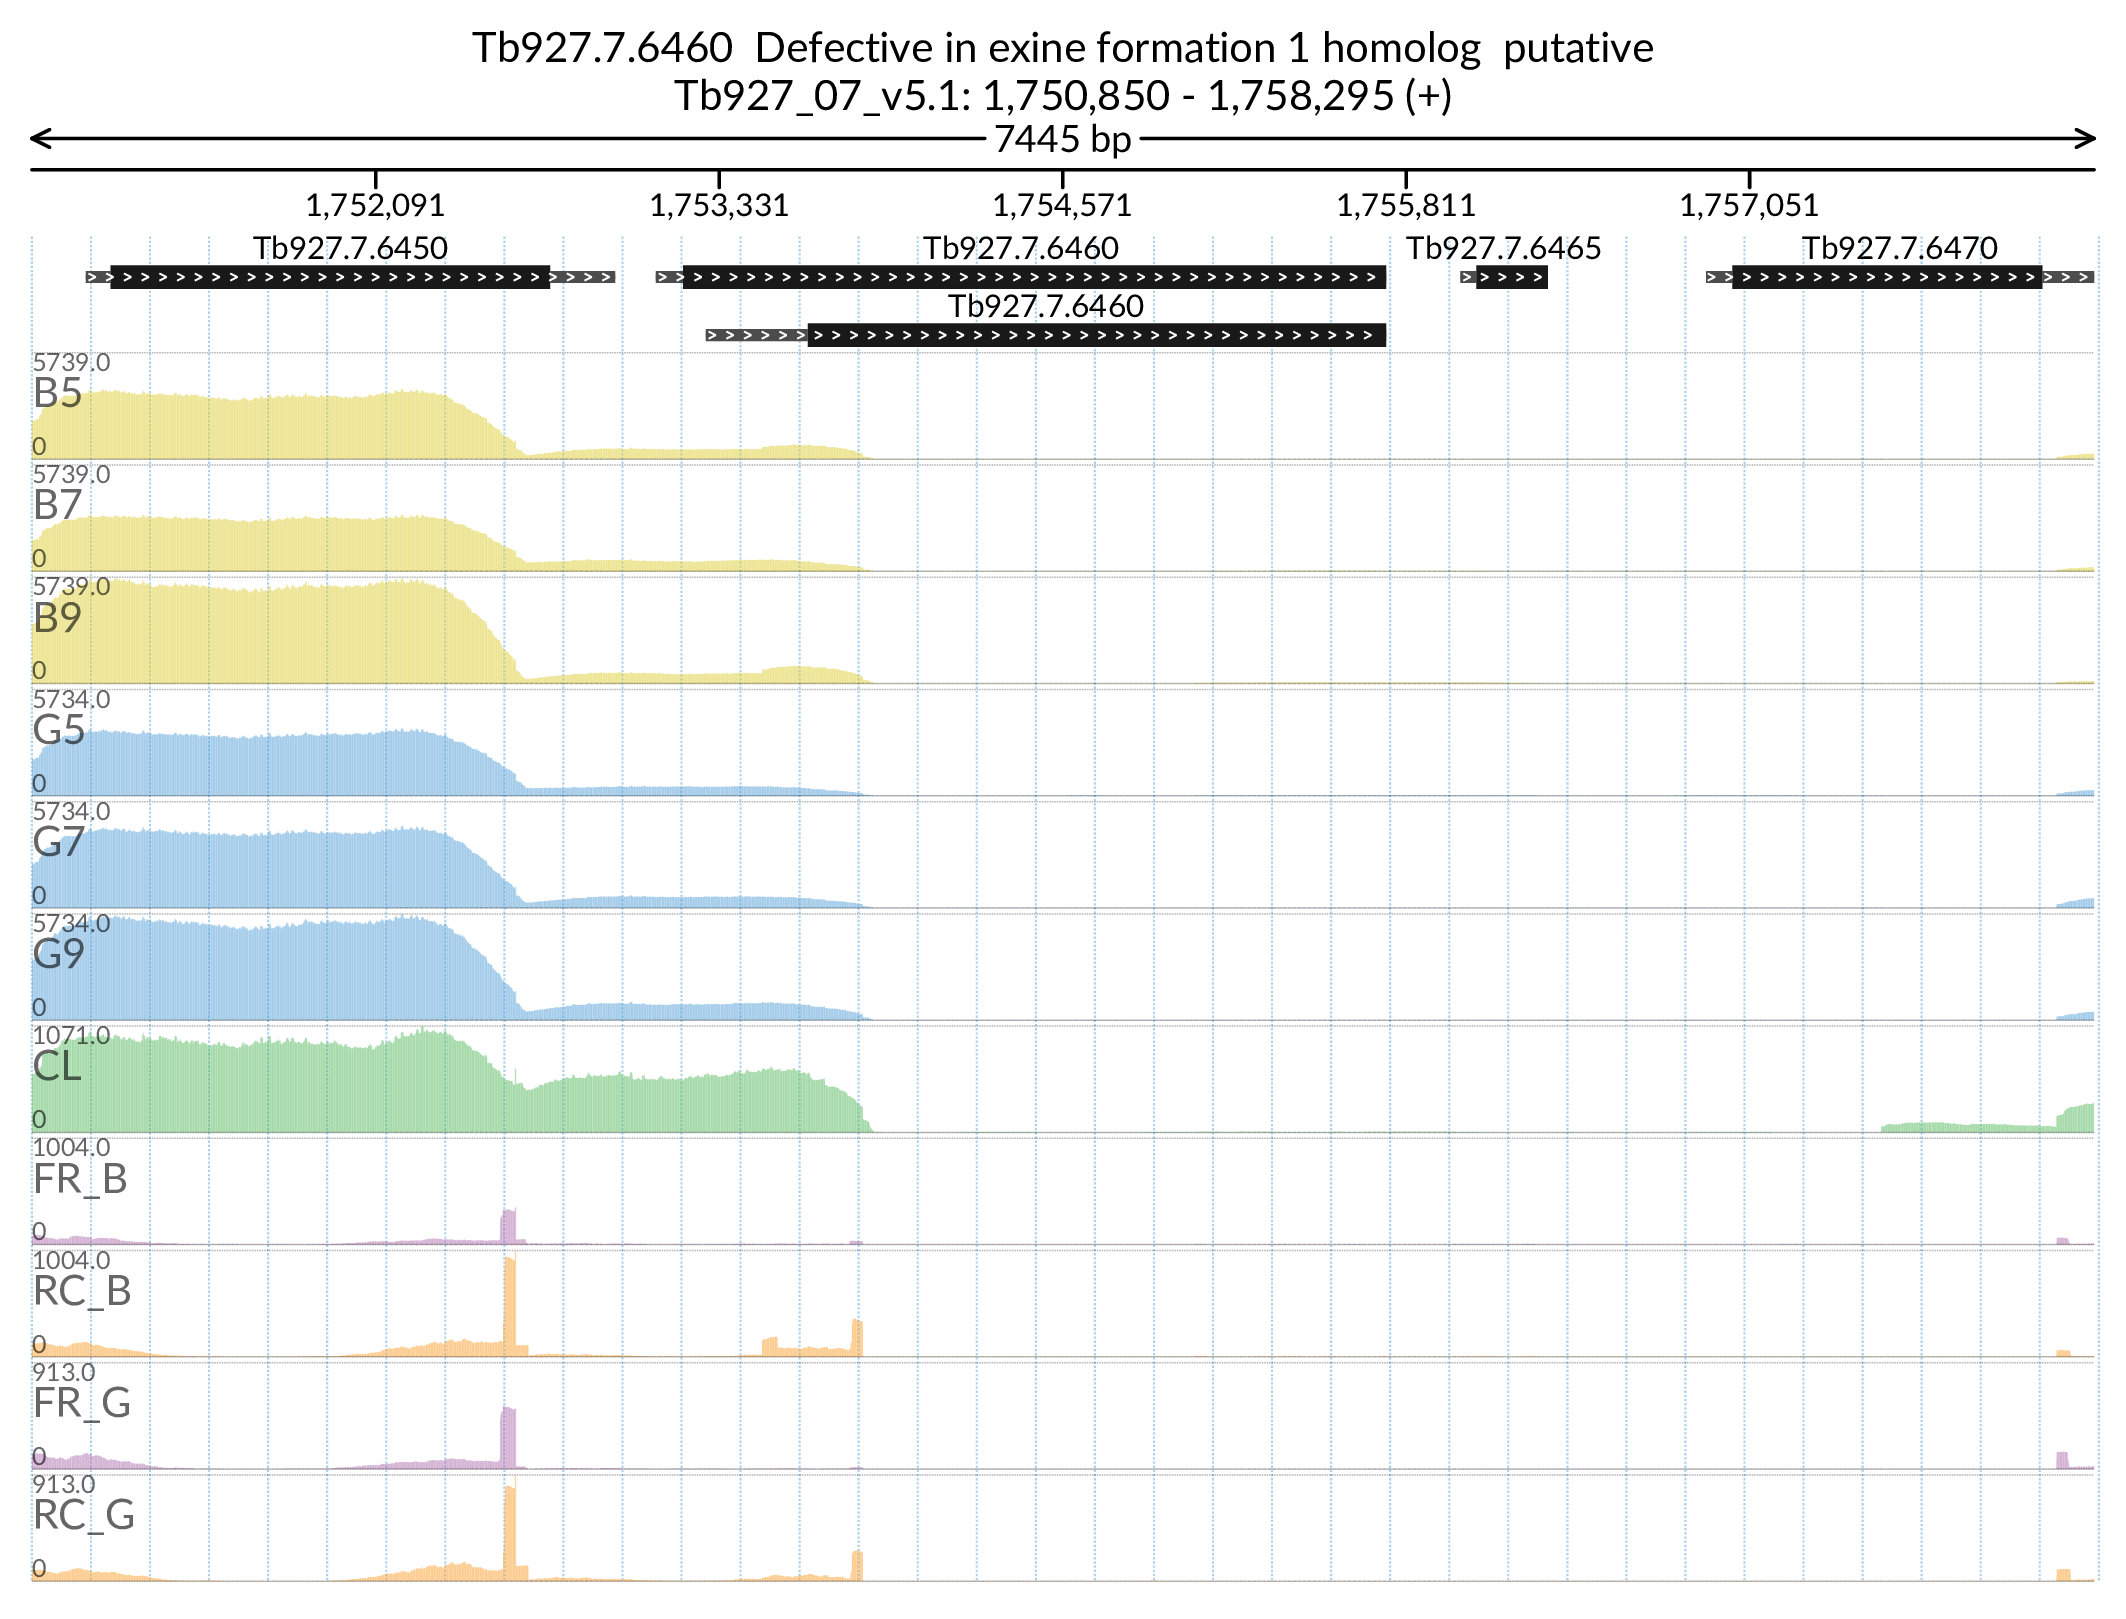 Tb927.7.6460  Defective in exine formation 1 homolog  putative
Tb927_07_v5.1: 1,750,850 - 1,758,295 (+)
7445 bp
1,752,091 1,753,331 1,754,571 1,755,811 1,757,051
Tb927.7.6450 Tb927.7.6460 Tb927.7.6465 Tb927.7.6470
Tb927.7.6460
5739.0
B5
0
5739.0
B7
0
5739.0
B9
0
5734.0
G5
0
5734.0
G7
0
5734.0
G9
0
1071.0
CL
0
1004.0
FR_B
0
1004.0
RC_B
0
913.0
FR_G
0
913.0
RC_G
0